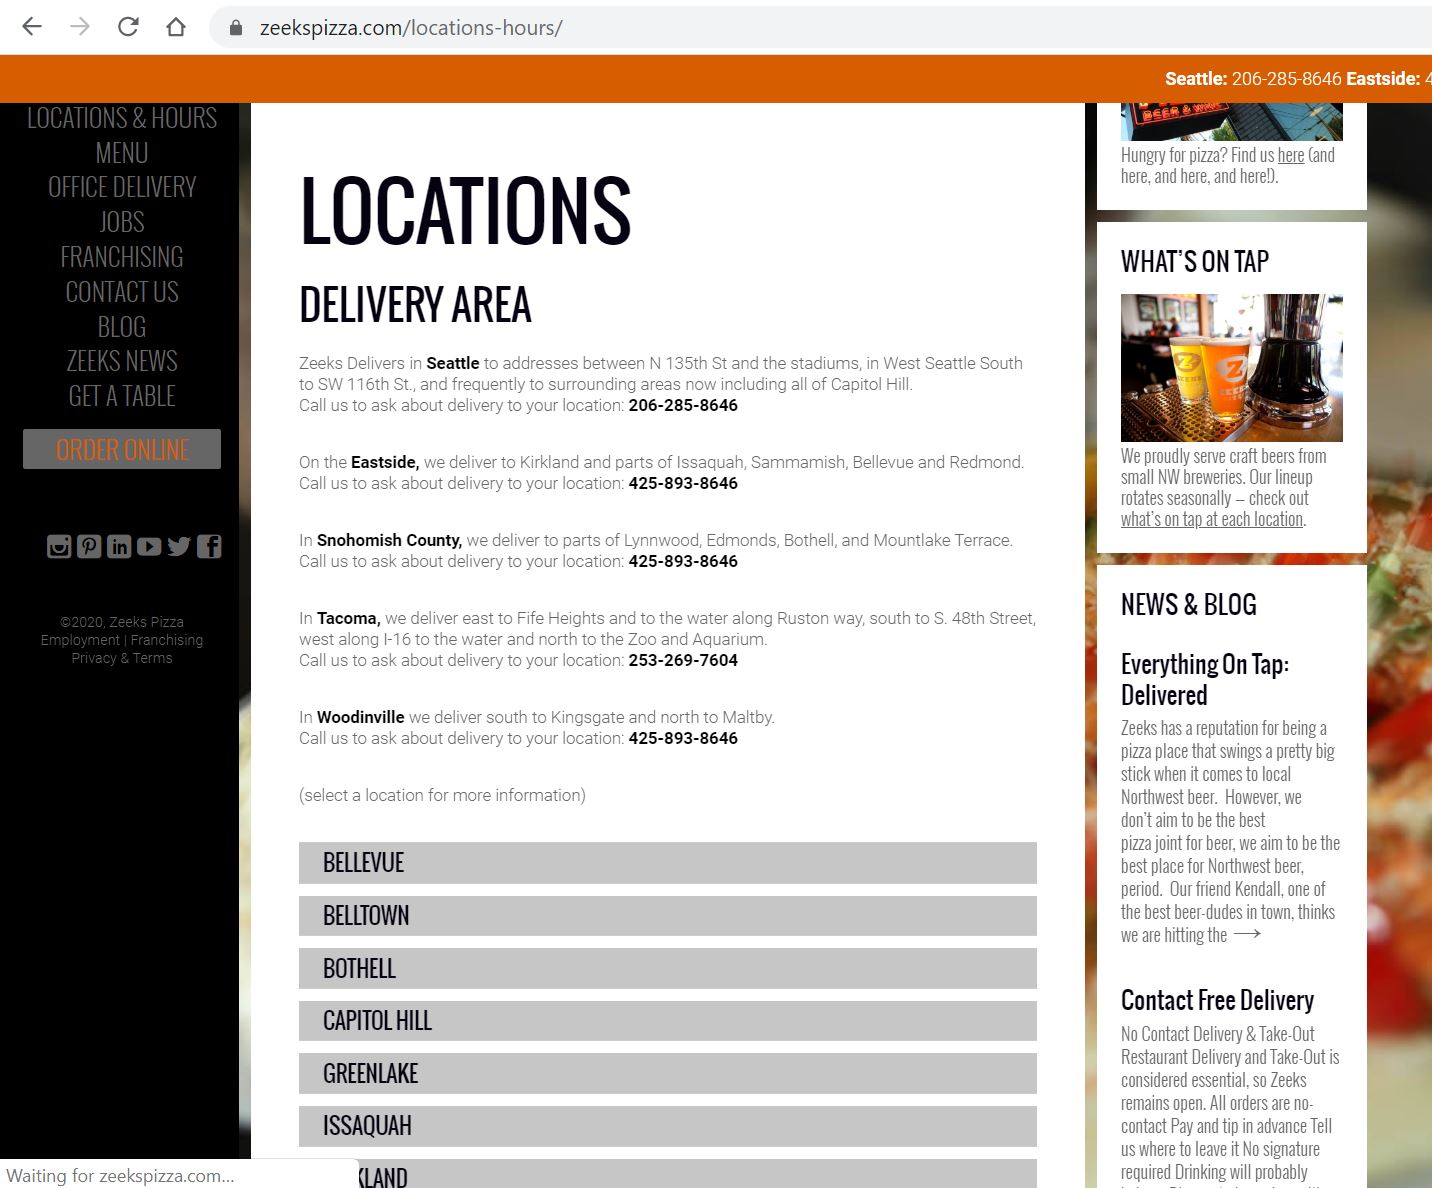 zeekspizza.com/locations-hours/
Seattle: 206-285-8646 Eastside: 4
LOCATIONS & HOURS
MENU
OFFICE DELIVERY
JOBS
FRANCHISING
CONTACT US
BLOG
ZEEKS NEWS
GET A TABLE
ORDER ONLINE
©2020, Zeeks Pizza
Employment | Franchising
Privacy & Terms
LOCATIONS
DELIVERY AREA
Zeeks Delivers in Seattle to addresses between N 135th St and the stadiums, in West Seattle South
to SW 116th St., and frequently to surrounding areas now including all of Capitol Hill.
Call us to ask about delivery to your location: 206-285-8646
On the Eastside, we deliver to Kirkland and parts of Issaquah, Sammamish, Bellevue and Redmond.
Call us to ask about delivery to your location: 425-893-8646
In Snohomish County, we deliver to parts of Lynnwood, Edmonds, Bothell, and Mountlake Terrace.
Call us to ask about delivery to your location: 425-893-8646
In Tacoma, we deliver east to Fife Heights and to the water along Ruston way, south to S. 48th Street,
west along I-16 to the water and north to the Zoo and Aquarium.
Call us to ask about delivery to your location: 253-269-7604
In Woodinville we deliver south to Kingsgate and north to Maltby.
Call us to ask about delivery to your location: 425-893-8646
(select a location for more information)
BELLEVUE
BELLTOWN
BOTHELL
CAPITOL HILL
GREENLAKE
ISSAQUAH
KLAND
BEER & WINE
Hungry for pizza? Find us here (and
here, and here, and here!).
WHAT'S ON TAP
We proudly serve craft beers from
small NW breweries. Our lineup
rotates seasonally – check out
what's on tap at each location.
NEWS & BLOG
Everything On Tap:
Delivered
Zeeks has a reputation for being a
pizza place that swings a pretty big
stick when it comes to local
Northwest beer. However, we
don't aim to be the best
pizza joint for beer, we aim to be the
best place for Northwest beer,
period. Our friend Kendall, one of
the best beer-dudes in town, thinks
we are hitting the →
Contact Free Delivery
No Contact Delivery & Take-Out
Restaurant Delivery and Take-Out is
considered essential, so Zeeks
remains open. All orders are no-
contact Pay and tip in advance Tell
us where to leave it No signature
required Drinking will probably
Waiting for zeekspizza.com...